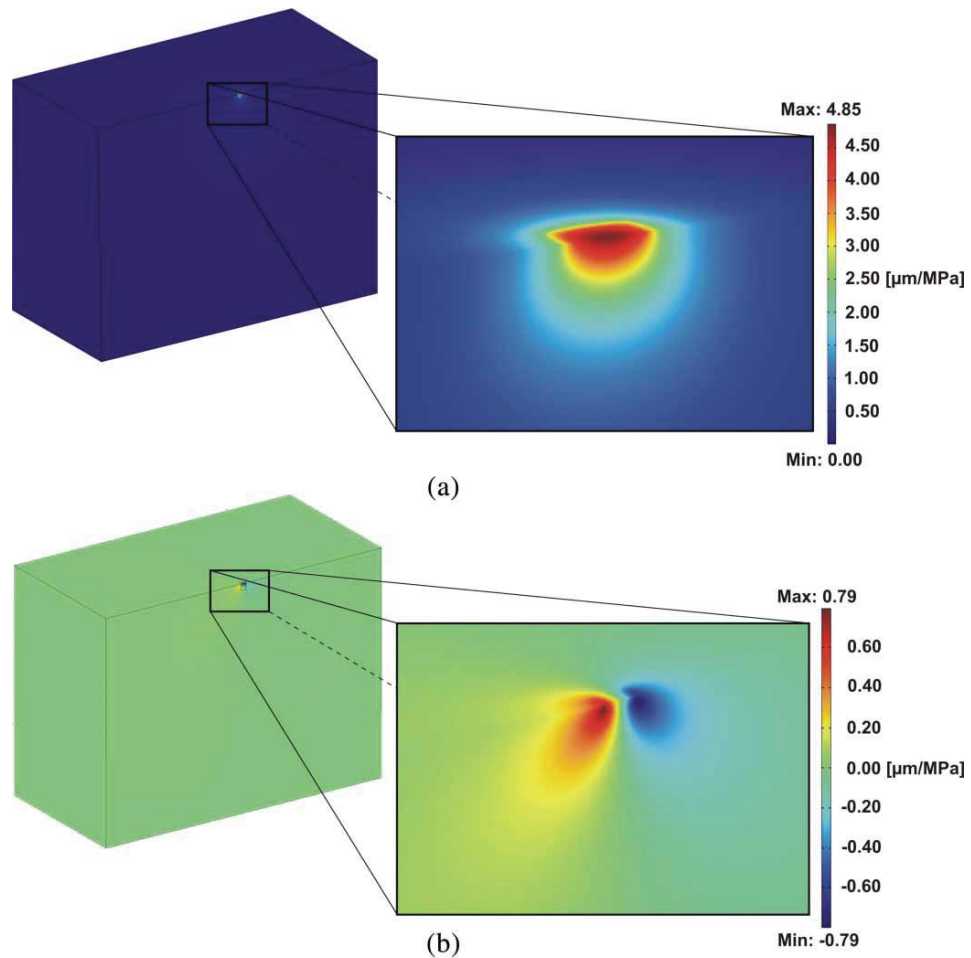 Max: 4.85
4.50
4.00
3.50
3.00
2.50 [µm/MPa]
2.00
1.50
1.00
0.50
Min: 0.00
(a)
Max: 0.79
0.60
0.40
0.20
0.00 [µm/MPa]
-0.20
-0.40
-0.60
Min: -0.79
(b)